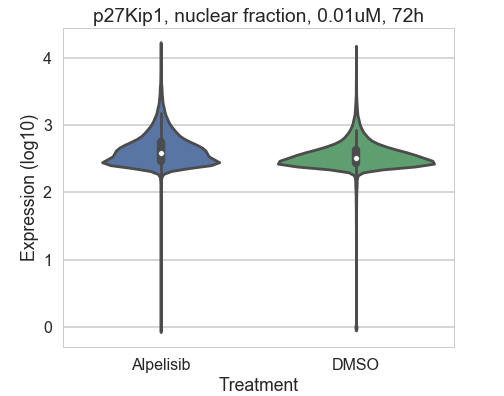 p27Kip1, nuclear fraction, 0.01uM, 72h
Expression (log10)
4
3
2
1
0
Alpelisib
DMSO
Treatment